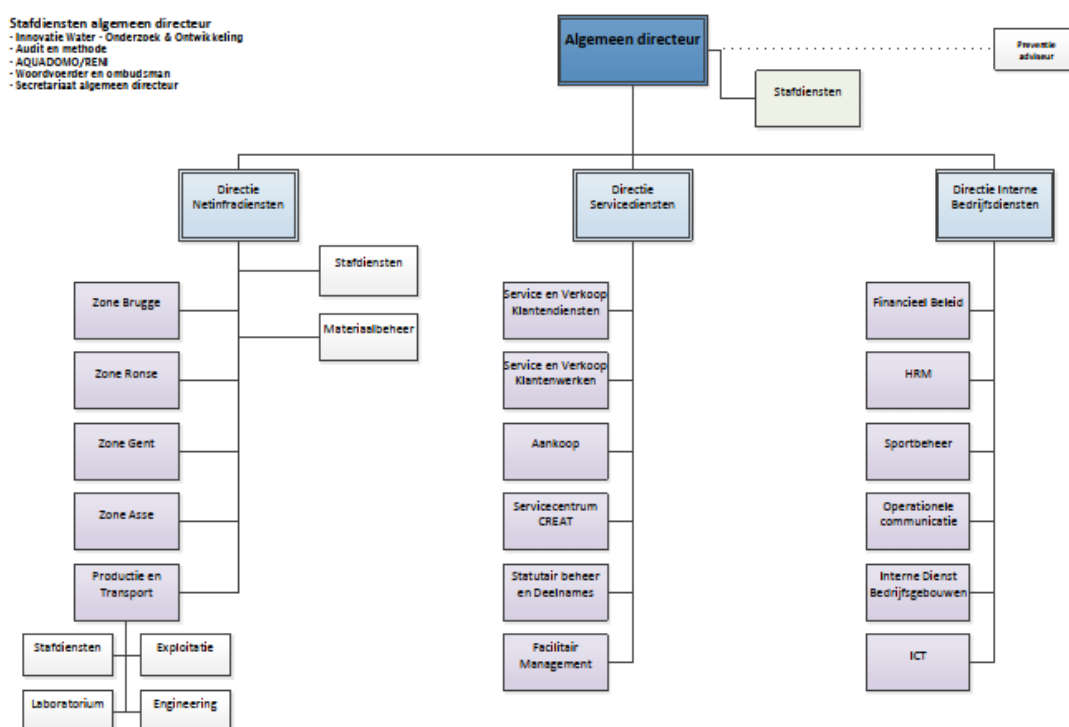 Stafdiensten algemeen directeur
- Innovatie Water - Onderzoek & Ontwikkeling
- Audit en methode
- AQUADOMO/RENI
- Woordvoerder en ombudsman
- Secretariaat algemeen directeur
Algemeen directeur
Preventie
adviseur
Stafdiensten
Directie
Netinfradiensten
Directie
Servicediensten
Directie Interne
Bedrijfsdiensten
Stafdiensten
Materiaalbeheer
Zone Brugge
Zone Ronse
Zone Gent
Zone Asse
Productie en
Transport
Stafdiensten
Exploitatie
Laboratorium
Engineering
Service en Verkoop
Klantendiensten
Service en Verkoop
Klantenwerken
Aankoop
Servicecentrum
CREAT
Statutair beheer
en Deelnames
Facilitair
Management
Financieel Beleid
HRM
Sportbeheer
Operationele
communicatie
Interne Dienst
Bedrijfsgebouwen
ICT